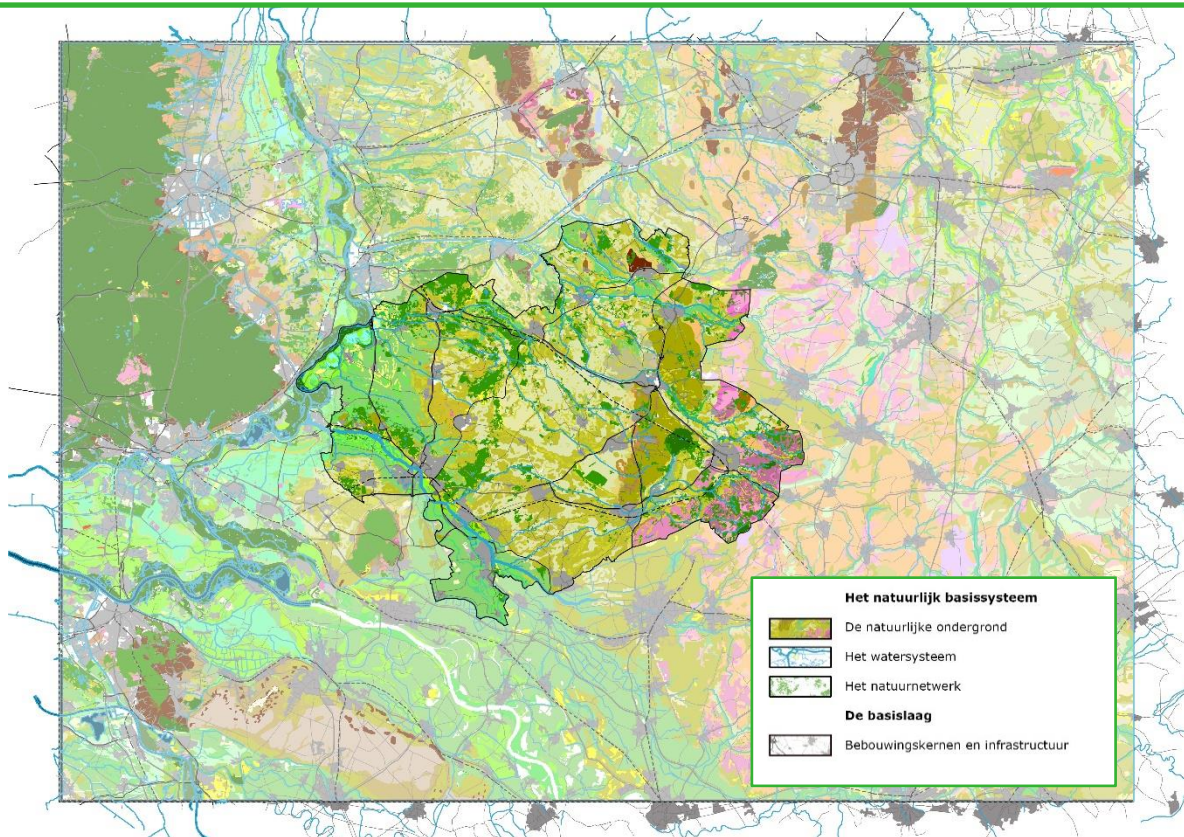 Het natuurlijk basissysteem
De natuurlijke ondergrond
Het watersysteem
Het natuurnetwerk
De basislaag
Bebouwingskernen en infrastructuur